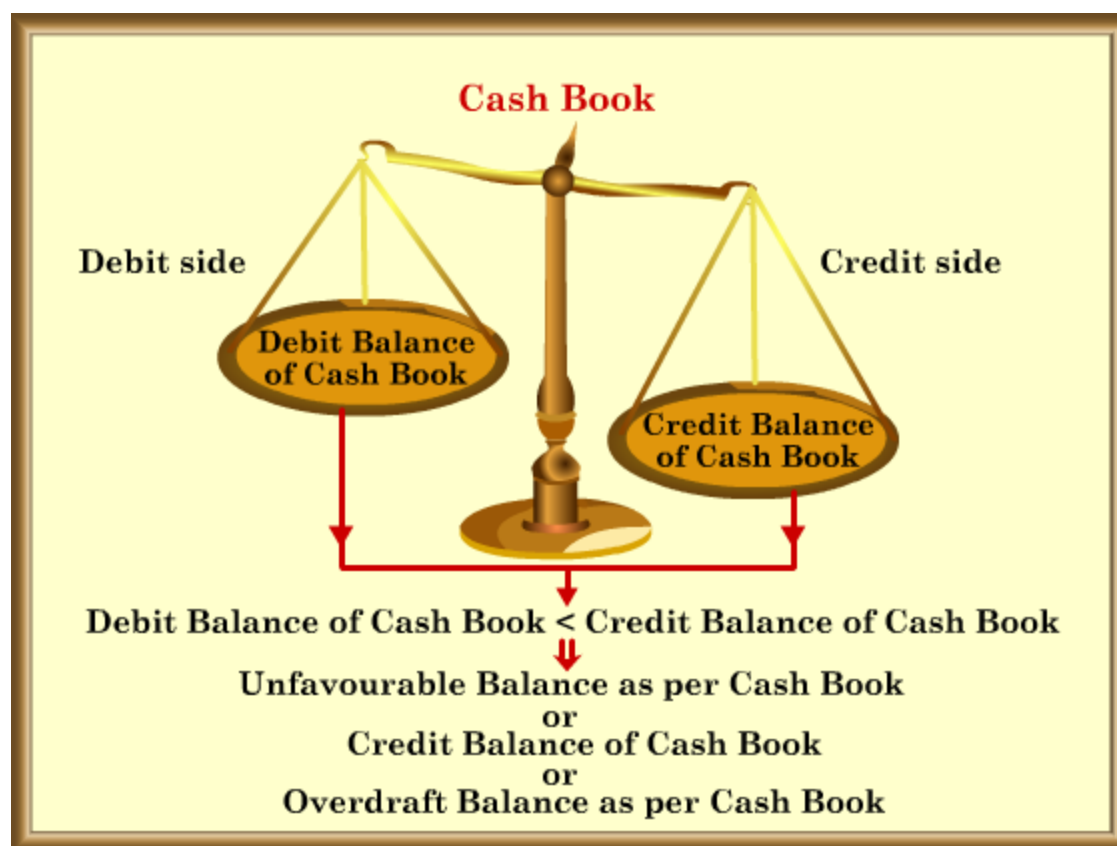 Cash Book
Debit side
Credit side
Debit Balance
of Cash Book
Credit Balance
of Cash Book
Debit Balance of Cash Book < Credit Balance of Cash Book
Unfavourable Balance as per Cash Book
or
Credit Balance of Cash Book
or
Overdraft Balance as per Cash Book